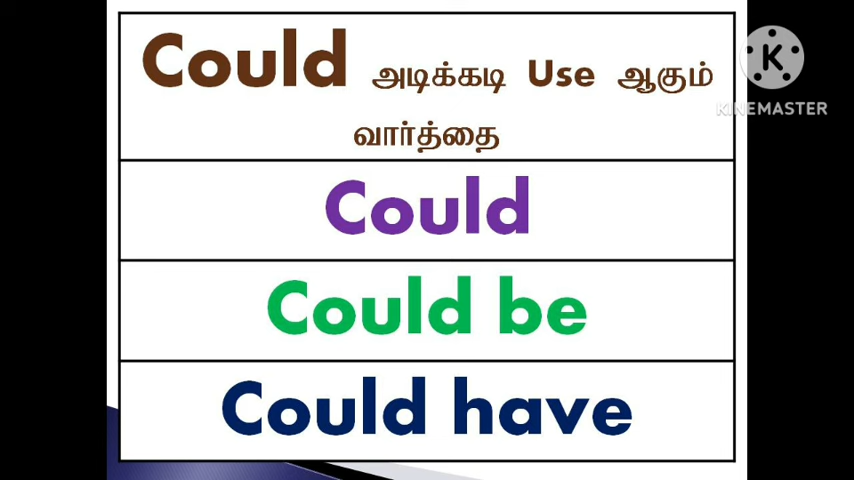 Could அடிக்கடி Use ஆகும்
வார்த்தை
Could
Could be
Could have
K
KINEMASTER